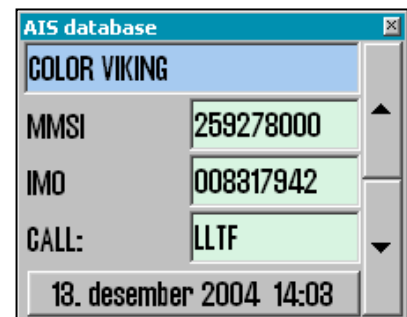 AIS database
COLOR VIKING
MMSI 259278000
IMO 008317942
CALL: LLTF
13. desember 2004 14:03